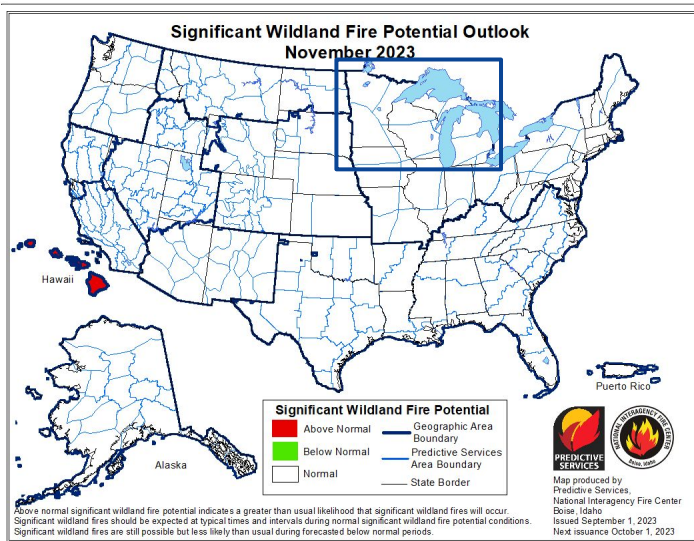 Significant Wildland Fire Potential Outlook
November 2023
Hawaii
Alaska
Puerto Rico
Significant Wildland Fire Potential
Above Normal
Below Normal
Normal
Geographic Area
Boundary
Predictive Services
Area Boundary
State Border
PREDICTIVE
SERVICES
NATIONAL INTERAGENCY FIRE CENTER
Boise, Idaho
Map produced by
Predictive Services,
National Interagency Fire Center
Boise, Idaho
Issued September 1, 2023
Next issuance October 1, 2023
Above normal significant wildland fire potential indicates a greater than usual likelihood that significant wildland fires will occur.
Significant wildland fires should be expected at typical times and intervals during normal significant wildland fire potential conditions.
Significant wildland fires are still possible but less likely than usual during forecasted below normal periods.